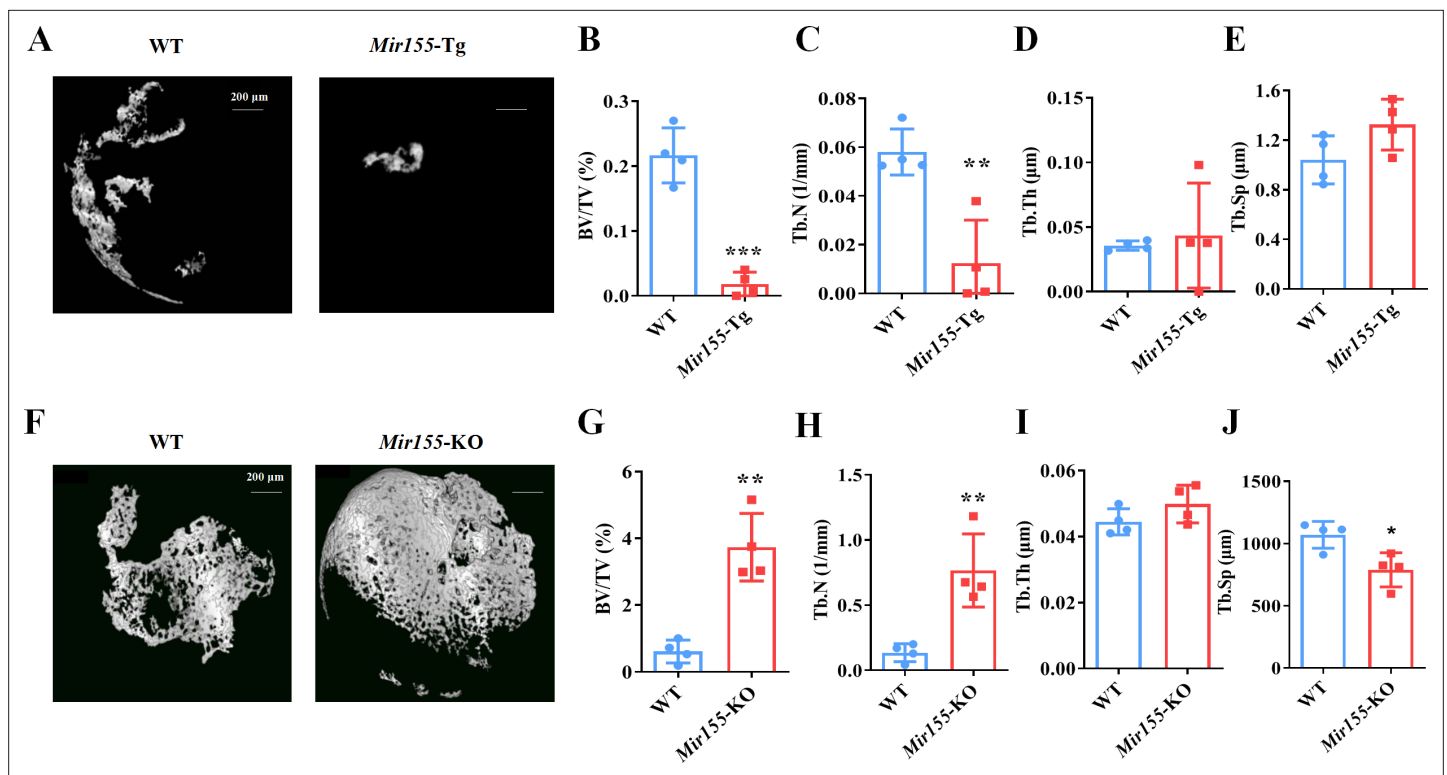 A
WT
Mir155-Tg
200 μm
B
BV/TV (%)
0.3
0.2
0.1
0.0
***
WT
Mir155-Tg
C
Tb.N (1/mm)
0.08
0.06
0.04
0.02
0.00
**
WT
Mir155-Tg
D
Tb.Th (μm)
0.15
0.10
0.05
0.00
WT
Mir155-Tg
E
Tb.Sp (μm)
1.6
1.2
0.8
0.4
0.0
WT
Mir155-Tg
F
WT
Mir155-KO
200 μm
G
BV/TV (%)
6
4
2
0
**
WT
Mir155-KO
H
Tb.N (1/mm)
1.5
1.0
0.5
0.0
**
WT
Mir155-KO
I
Tb.Th (μm)
0.06
0.04
0.02
0.00
WT
Mir155-KO
J
Tb.Sp (μm)
1500
1000
500
0
*
WT
Mir155-KO